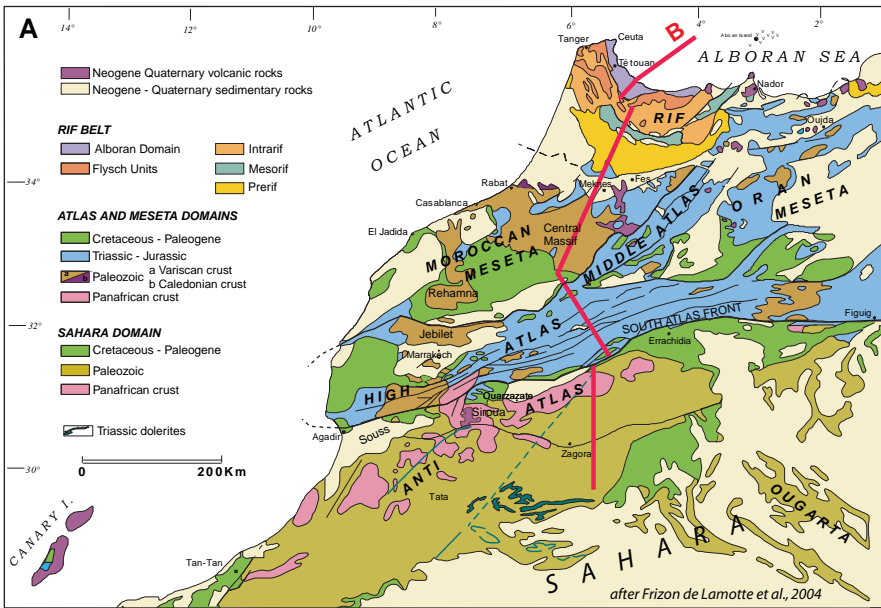 A
14°
12°
10°
8°
6°
4°
2°
B
Tanger
Ceuta
Tétouan
Alboran Island
ALBORAN SEA
Neogene Quaternary volcanic rocks
Neogene - Quaternary sedimentary rocks
ATLANTIC
OCEAN
Nador
RIF
Oujda
RIF BELT
Alboran Domain
Intrarif
Flysch Units
Mesorif
Prerif
34°
Rabat
Meknes
Fes
Casablanca
El Jadida
ORAN
MESETA
ATLAS AND MESETA DOMAINS
Cretaceous - Paleogene
Triassic - Jurrasic
a
b
Paleozoic
a Variscan crust
b Caledonian crust
Panafrican crust
MOROCCAN
MESETA
Central
Massif
MIDDLE ATLAS
Rehamna
32°
Jebilet
Marrakech
HIGH
ATLAS
SOUTH ATLAS FRONT
Figuig
Errachidia
SAHARA DOMAIN
Cretaceous - Paleogene
Paleozoic
Panafrican crust
Ouarzazate
Siroua
ANTI
ATLAS
Triassic dolerites
Agadir
Souss
0
200Km
30°
Zagora
Tata
CANARY I.
Tan-Tan
SAHARA
OUGARTA
after Frizon de Lamotte et al., 2004